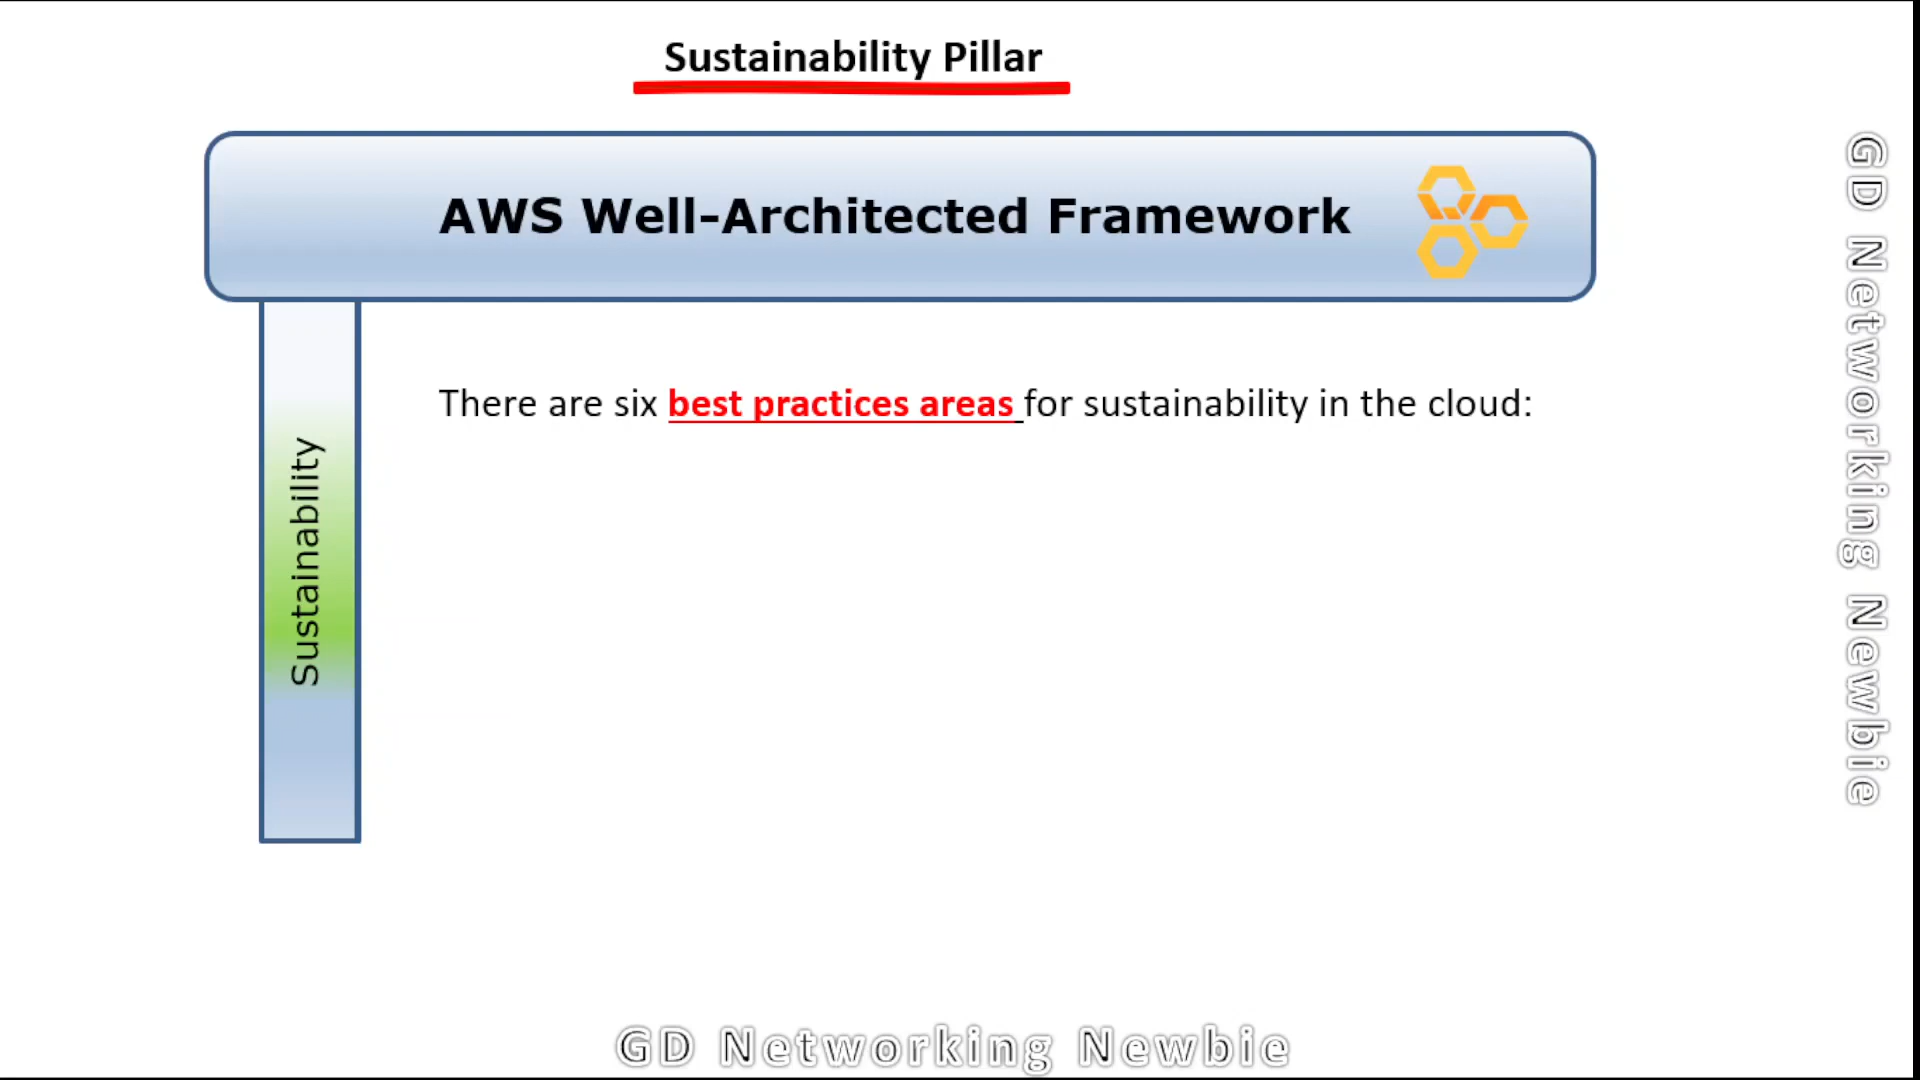 Sustainability Pillar
AWS Well-Architected Framework
There are six best practices areas for sustainability in the cloud:
Sustainability
GD Networking Newbie
GD Networking Newbie